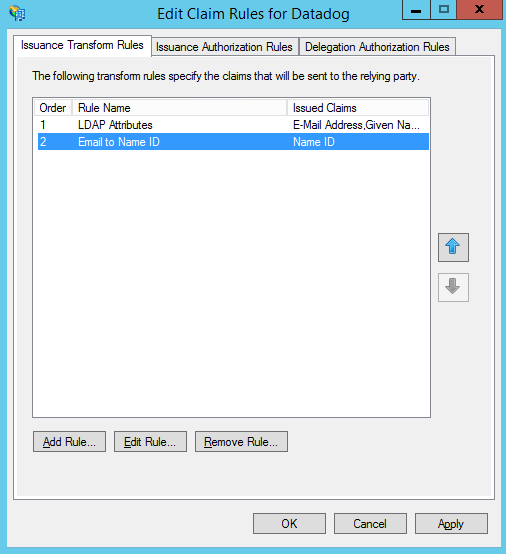 Edit Claim Rules for Datadog
Issuance Transform Rules Issuance Authorization Rules Delegation Authorization Rules
The following transform rules specify the claims that will be sent to the relying party.
Order Rule Name Issued Claims
1 LDAP Attributes E-Mail Address,Given Na...
2 Email to Name ID Name ID
Add Rule... Edit Rule... Remove Rule...
OK Cancel Apply